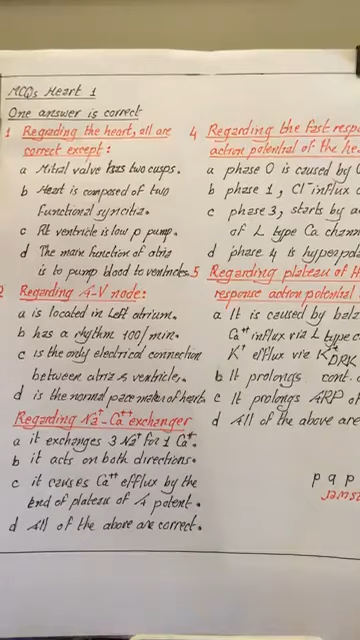 MCQs Heart 1
One answer is correct
1 Regarding the heart, all are
correct except:
a Mitral valve has two cusps.
b Heart is composed of two
Functional syncitia.
c Rt ventricle is low p pump.
d The main function of atria
is to pump blood to ventricles.
2 Regarding A-V node:
a is located in Left atrium.
b has a rhythm 100/min.
c is the only electrical connection
between atria & ventricles.
d is the normal pacemaker of heart.
Regarding Na+-Ca++ exchanger
a it exchanges 3 Na+ for 1 Ca++.
b it acts on both directions.
c it causes Ca++ efflux by the
end of plateau of A potent.
d All of the above are correct.
4 Regarding the fast resp
action potential of the hea
a phase 0 is caused by
b phase 1, Cl- influx
c phase 3, starts by
of L type Ca chann
d phase 4 is hyperpol
5 Regarding plateau of
response action potential
a It is caused by bal
Ca++ influx via L type c
K+ efflux via K+ DRK
b It prolongs cont.
c It prolongs ARP of
d All of the above are
p q p